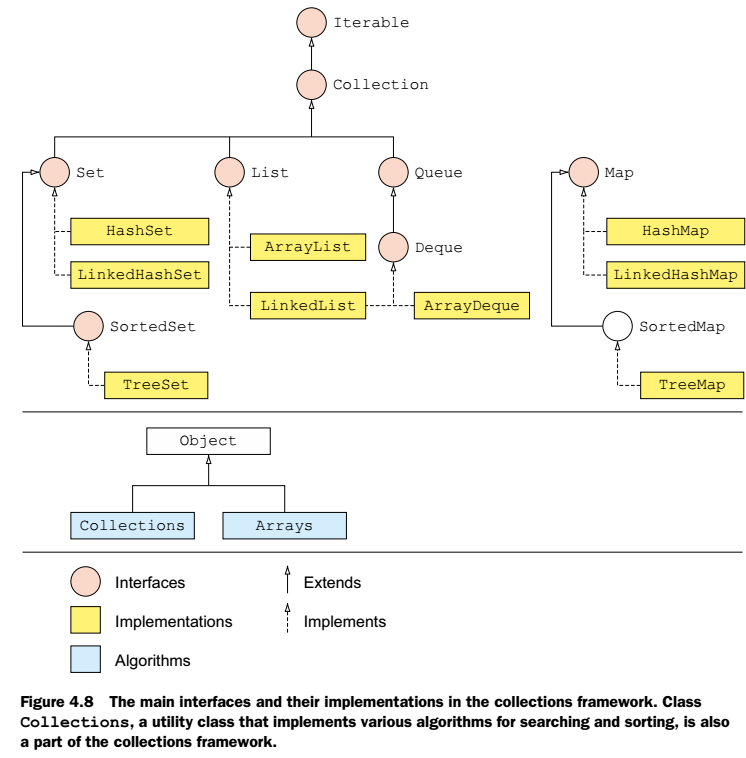 Iterable
Collection
Set
List
Queue
Map
HashSet
ArrayList
Deque
HashMap
LinkedHashSet
LinkedHashMap
LinkedList
ArrayDeque
SortedSet
SortedMap
TreeSet
TreeMap
Object
Collections
Arrays
Interfaces
Extends
Implementations
Implements
Algorithms
Figure 4.8 The main interfaces and their implementations in the collections framework. Class
Collections, a utility class that implements various algorithms for searching and sorting, is also
a part of the collections framework.